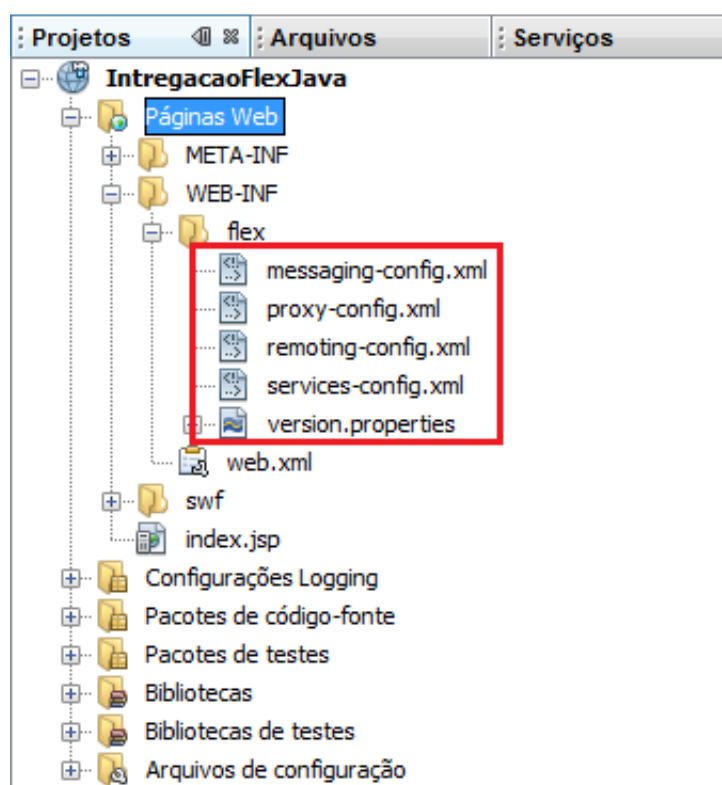 Projetos Arquivos Serviços
IntregacaoFlexJava
Páginas Web
META-INF
WEB-INF
flex
messaging-config.xml
proxy-config.xml
remoting-config.xml
services-config.xml
version.properties
web.xml
swf
index.jsp
Configurações Logging
Pacotes de código-fonte
Pacotes de testes
Bibliotecas
Bibliotecas de testes
Arquivos de configuração